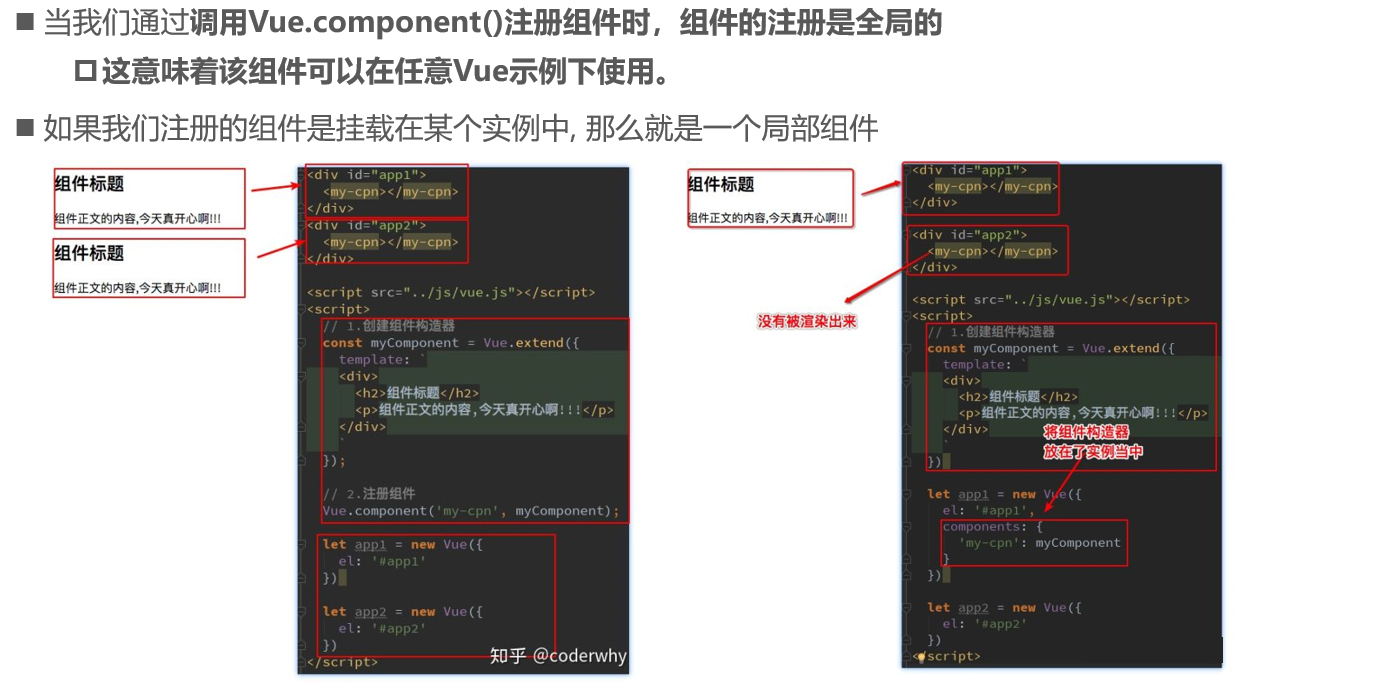 ■ 当我们通过调用Vue.component()注册组件时，组件的注册是全局的
口这意味着该组件可以在任意Vue示例下使用。
■ 如果我们注册的组件是挂载在某个实例中, 那么就是一个局部组件
组件标题
组件正文的内容,今天真开心啊!!!
组件标题
组件正文的内容,今天真开心啊!!!
<div id="app1">
<my-cpn></my-cpn>
</div>
<div id="app2">
<my-cpn></my-cpn>
</div>
<script src="../js/vue.js"></script>
<script>
// 1.创建组件构造器
const myComponent = Vue.extend({
template: `
<div>
<h2>组件标题</h2>
<p>组件正文的内容,今天真开心啊!!!</p>
</div>
`
});
// 2.注册组件
Vue.component('my-cpn', myComponent);
let app1 = new Vue({
el: '#app1'
})
let app2 = new Vue({
el: '#app2'
})
</script>
知乎 @coderwhy
组件标题
组件正文的内容,今天真开心啊!!!
没有被渲染出来
<div id="app1">
<my-cpn></my-cpn>
</div>
<div id="app2">
<my-cpn></my-cpn>
</div>
<script src="../js/vue.js"></script>
<script>
// 1.创建组件构造器
const myComponent = Vue.extend({
template: `
<div>
<h2>组件标题</h2>
<p>组件正文的内容,今天真开心啊!!!</p>
</div>
`
})
将组件构造器
放在了实例当中
let app1 = new Vue({
el: '#app1',
components: {
'my-cpn': myComponent
}
})
let app2 = new Vue({
el: '#app2'
})
</script>